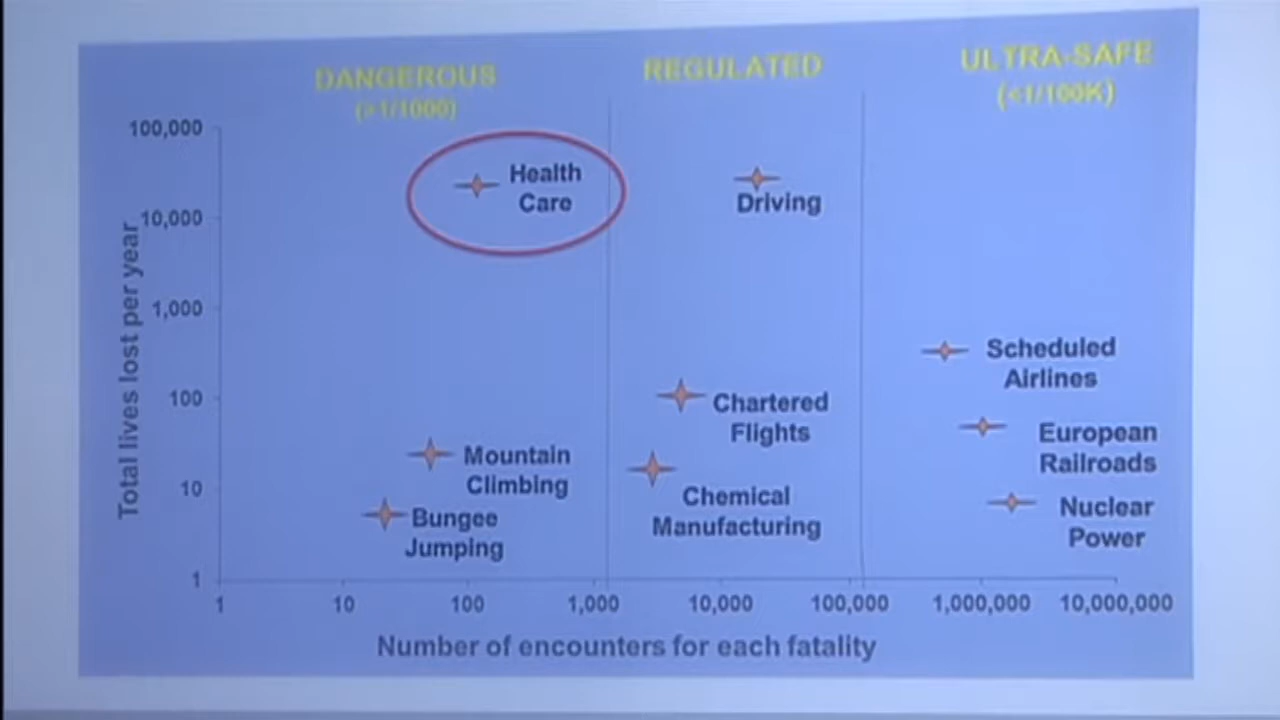 DANGEROUS
(>1/1000)
REGULATED
ULTRA-SAFE
(<1/100K)
Total lives lost per year
100,000
10,000
1,000
100
10
1
Health
Care
Driving
Scheduled
Airlines
Chartered
Flights
European
Railroads
Mountain
Climbing
Chemical
Manufacturing
Nuclear
Power
Bungee
Jumping
1 10 100 1,000 10,000 100,000 1,000,000 10,000,000
Number of encounters for each fatality